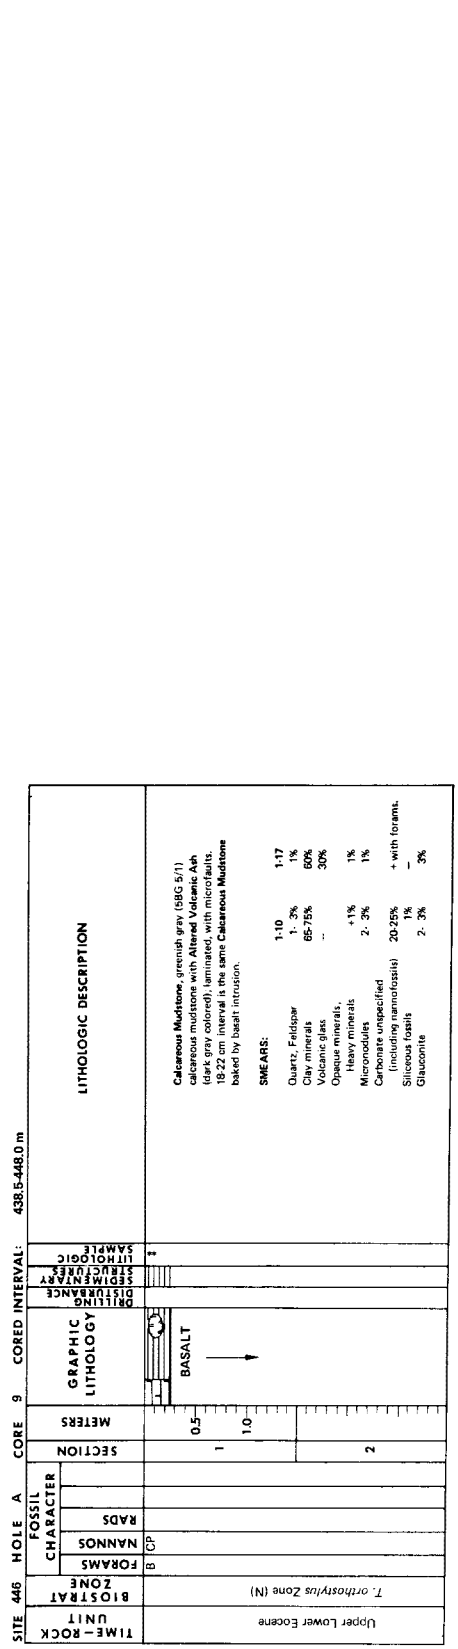 SITE 446 HOLE A CORE 9 CORED INTERVAL: 438.5-448.0 m
TIME-ROCK UNIT
BIOSTRAT ZONE
FOSSIL CHARACTER
FORAMS
NANNOS
RADS
SECTION
METERS
GRAPHIC LITHOLOGY
DRILLING DISTURBANCE
SEDIMENTARY STRUCTURES
LITHOLOGIC SAMPLE
LITHOLOGIC DESCRIPTION
Upper Lower Eocene
T. orthostylus Zone (N)
B CP
1
0.5
1.0
2
BASALT
**
Calcareous Mudstone, greenish gray (5BG 5/1)
calcareous mudstone with Altered Volcanic Ash
(dark gray colored), laminated, with microfaults.
18-22 cm interval is the same Calcareous Mudstone
baked by basalt intrusion.
SMEARS: 1-10 1-17
Quartz, Feldspar 1- 3% 1%
Clay minerals 65-75% 60%
Volcanic glass -- 30%
Opaque minerals,
Heavy minerals +1% 1%
Micronodules 2- 3% 1%
Carbonate unspecified
(including nannofossils) 20-25% + with forams.
Siliceous fossils 1% –
Glauconite 2- 3% 3%